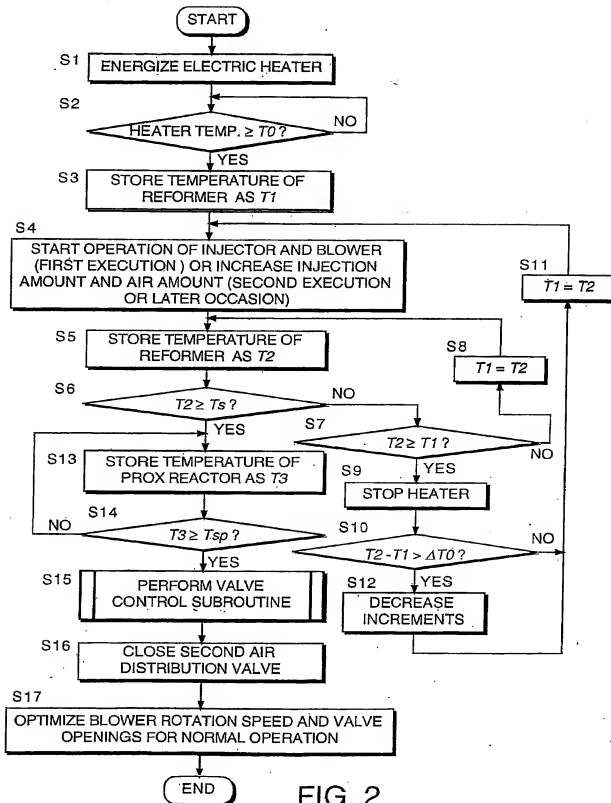 START
S1
ENERGIZE ELECTRIC HEATER
S2
HEATER TEMP. ≥ T0 ?
NO
YES
S3
STORE TEMPERATURE OF
REFORMER AS T1
S4
START OPERATION OF INJECTOR AND BLOWER
(FIRST EXECUTION ) OR INCREASE INJECTION
AMOUNT AND AIR AMOUNT (SECOND EXECUTION
OR LATER OCCASION)
S11
T1 = T2
S5
STORE TEMPERATURE OF
REFORMER AS T2
S8
T1 = T2
S6
T2 ≥ Ts ?
NO
YES
S7
T2 ≥ T1 ?
NO
YES
S13
STORE TEMPERATURE OF
PROX REACTOR AS T3
S9
STOP HEATER
S14
NO
T3 ≥ Tsp ?
YES
S10
T2 - T1 > ΔT0 ?
NO
YES
S15
PERFORM VALVE
CONTROL SUBROUTINE
S12
DECREASE
INCREMENTS
S16
CLOSE SECOND AIR
DISTRIBUTION VALVE
S17
OPTIMIZE BLOWER ROTATION SPEED AND VALVE
OPENINGS FOR NORMAL OPERATION
END
FIG. 2